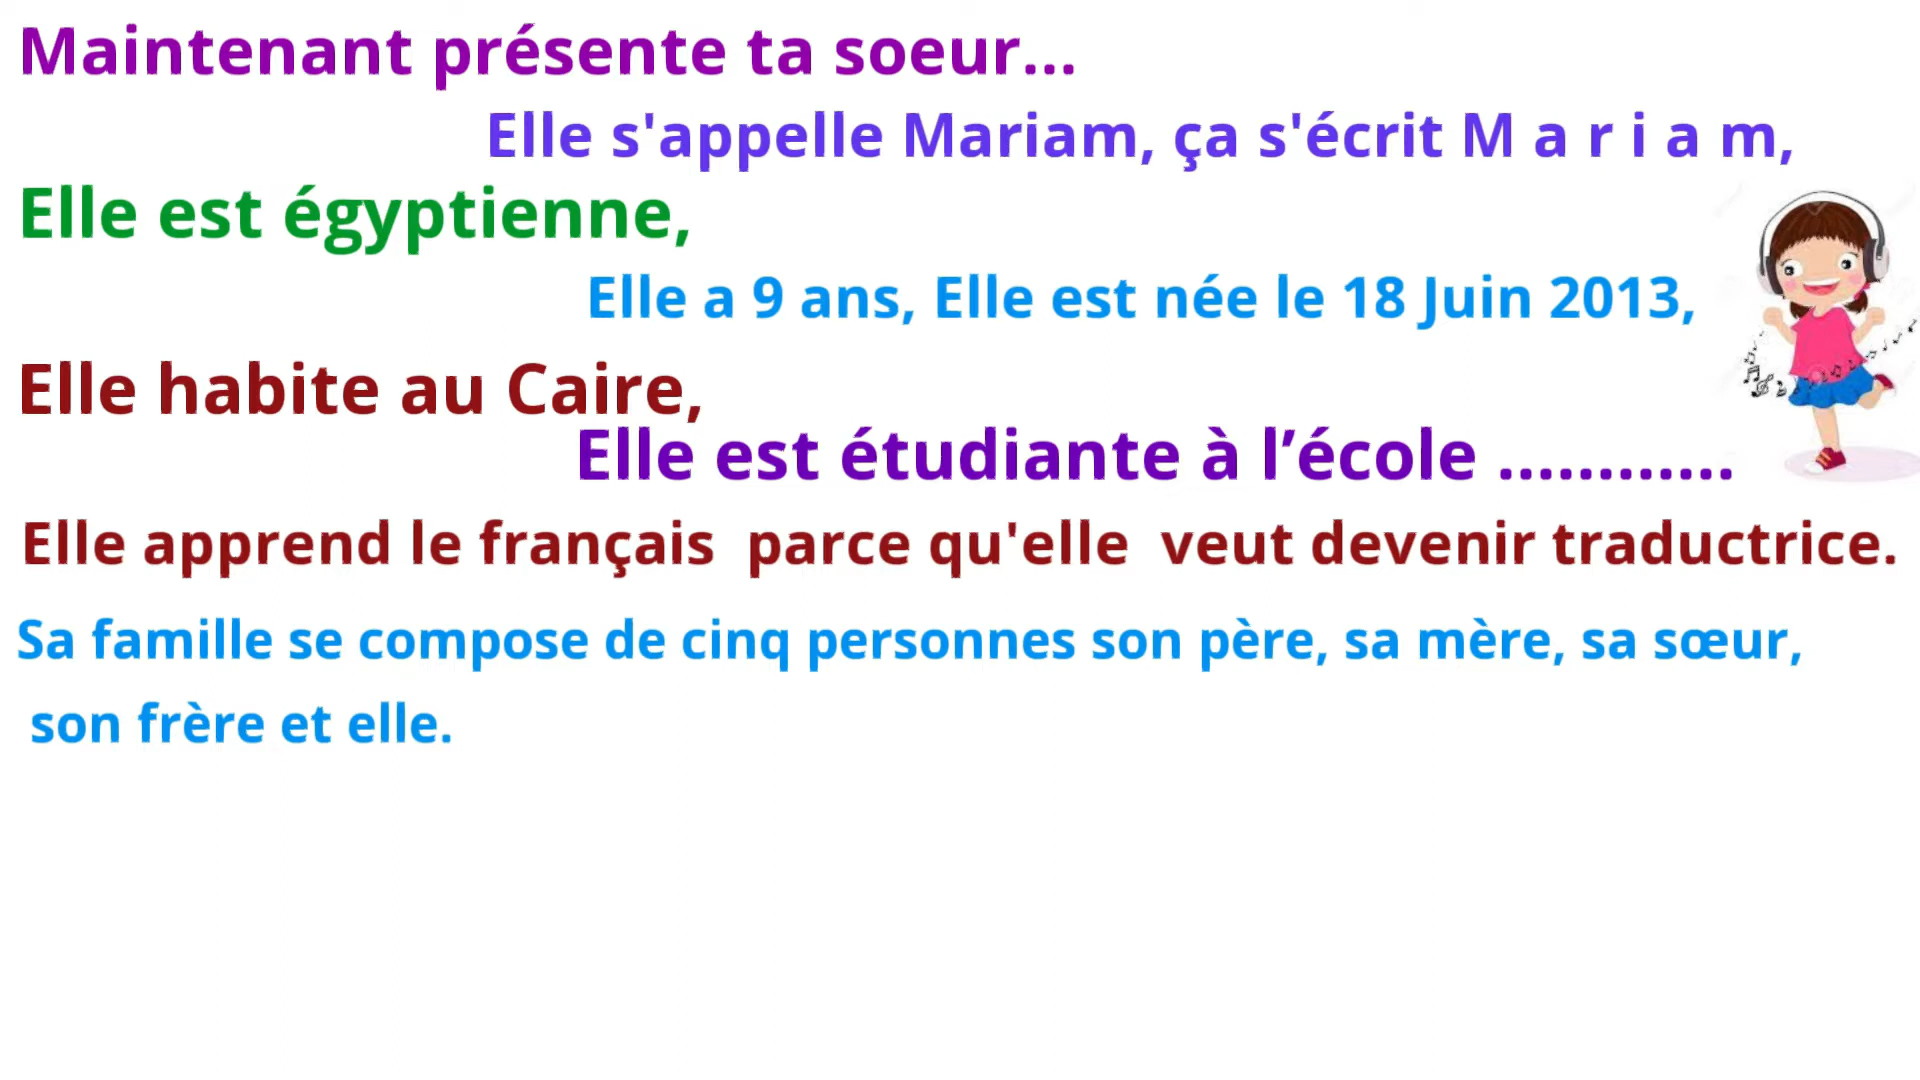 Maintenant présente ta soeur...
Elle s'appelle Mariam, ça s'écrit M a r i a m,
Elle est égyptienne,
Elle a 9 ans, Elle est née le 18 Juin 2013,
Elle habite au Caire,
Elle est étudiante à l’école ............
Elle apprend le français  parce qu'elle  veut devenir traductrice.
Sa famille se compose de cinq personnes son père, sa mère, sa sœur,
son frère et elle.